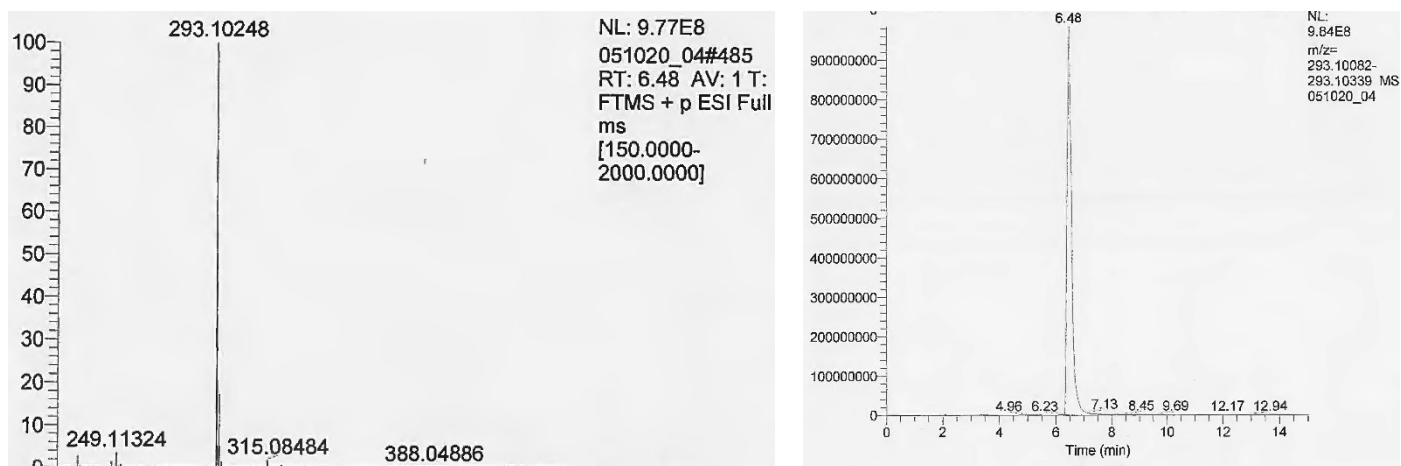 293.10248
NL: 9.77E8
051020_04#485
RT: 6.48 AV: 1 T:
FTMS + p ESI Full
ms
[150.0000-
2000.0000]
100
90
80
70
60
50
40
30
20
10
0
249.11324
315.08484
388.04886
6.48
NL:
9.84E8
m/z=
293.10082-
293.10339 MS
051020_04
900000000
800000000
700000000
600000000
500000000
400000000
300000000
200000000
100000000
0
4.96 6.23 7.13 8.45 9.69 12.17 12.94
0 2 4 6 8 10 12 14
Time (min)